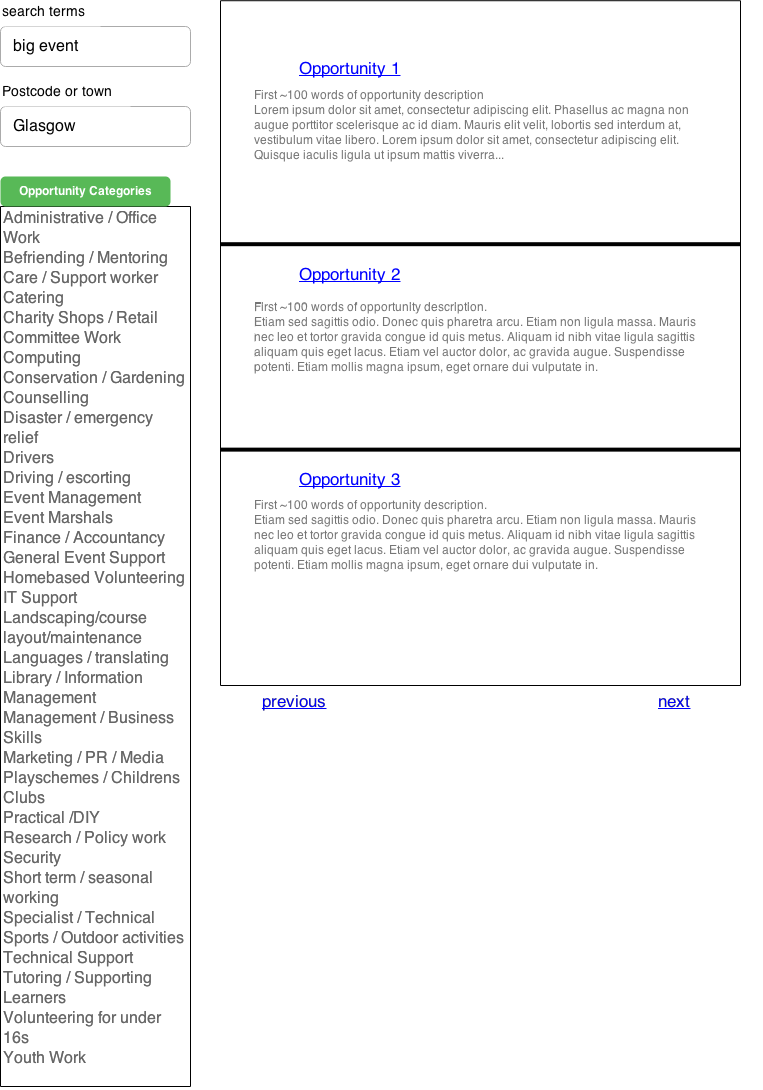 search terms
big event
Postcode or town
Glasgow
Opportunity Categories
Administrative / Office
Work
Befriending / Mentoring
Care / Support worker
Catering
Charity Shops / Retail
Committee Work
Computing
Conservation / Gardening
Counselling
Disaster / emergency
relief
Drivers
Driving / escorting
Event Management
Event Marshals
Finance / Accountancy
General Event Support
Homebased Volunteering
IT Support
Landscaping/course
layout/maintenance
Languages / translating
Library / Information
Management
Management / Business
Skills
Marketing / PR / Media
Playschemes / Childrens
Clubs
Practical /DIY
Research / Policy work
Security
Short term / seasonal
working
Specialist / Technical
Sports / Outdoor activities
Technical Support
Tutoring / Supporting
Learners
Volunteering for under
16s
Youth Work
Opportunity 1
First ~100 words of opportunity description
Lorem ipsum dolor sit amet, consectetur adipiscing elit. Phasellus ac magna non
augue porttitor scelerisque ac id diam. Mauris elit velit, lobortis sed interdum at,
vestibulum vitae libero. Lorem ipsum dolor sit amet, consectetur adipiscing elit.
Quisque iaculis ligula ut ipsum mattis viverra...
Opportunity 2
First ~100 words of opportunity description.
Etiam sed sagittis odio. Donec quis pharetra arcu. Etiam non ligula massa. Mauris
nec leo et tortor gravida congue id quis metus. Aliquam id nibh vitae ligula sagittis
aliquam quis eget lacus. Etiam vel auctor dolor, ac gravida augue. Suspendisse
potenti. Etiam mollis magna ipsum, eget ornare dui vulputate in.
Opportunity 3
First ~100 words of opportunity description.
Etiam sed sagittis odio. Donec quis pharetra arcu. Etiam non ligula massa. Mauris
nec leo et tortor gravida congue id quis metus. Aliquam id nibh vitae ligula sagittis
aliquam quis eget lacus. Etiam vel auctor dolor, ac gravida augue. Suspendisse
potenti. Etiam mollis magna ipsum, eget ornare dui vulputate in.
previous
next